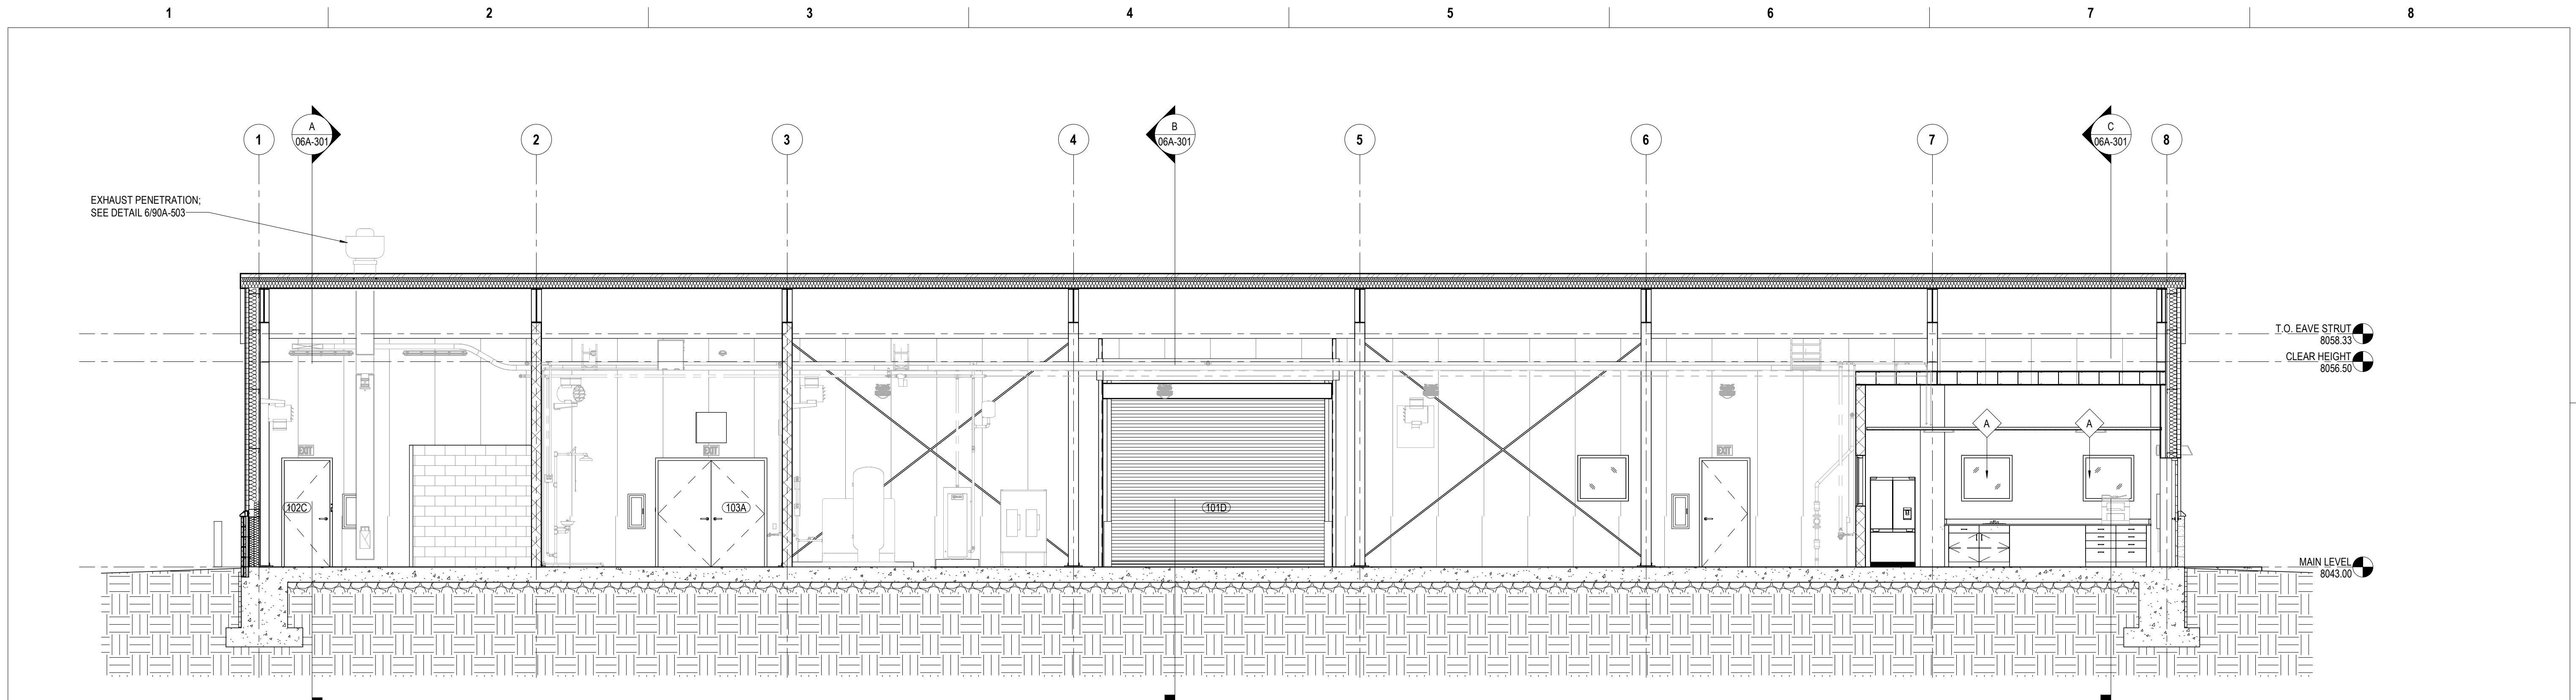 1 2 3 4 5 6 7 8
A
06A-301
B
06A-301
C
06A-301
1 2 3 4 5 6 7 8
EXHAUST PENETRATION;
SEE DETAIL 6/90A-503
T.O. EAVE STRUT
8058.33
CLEAR HEIGHT
8056.50
A A
EXIT EXIT EXIT
102C 103A 101D
MAIN LEVEL
8043.00